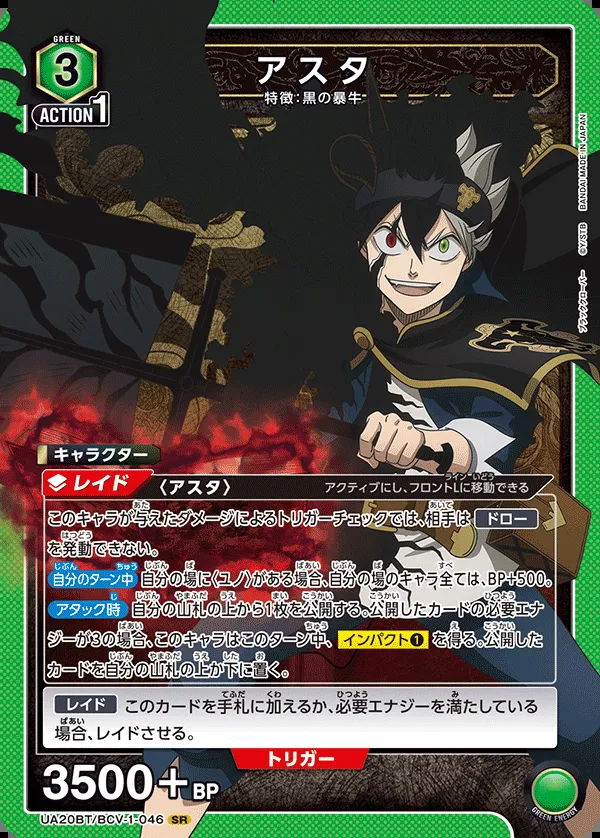 GREEN
3
ACTION1
アスタ
特徴:黒の暴牛
©Y/STB BANDAI MADE IN JAPAN
ブラッククローバー
キャラクター
レイド 〈アスタ〉 アクティブにし、フロントLに移動できる
このキャラが与えたダメージによるトリガーチェックでは、相手は ドロー
を発動できない。
自分のターン中 自分の場に〈ユノ〉がある場合、自分の場のキャラ全ては、BP+500。
アタック時 自分の山札の上から1枚を公開する。公開したカードの必要エナ
ジーが3の場合、このキャラはこのターン中、 インパクト❶ を得る。公開した
カードを自分の山札の上か下に置く。
レイド このカードを手札に加えるか、必要エナジーを満たしている
場合、レイドさせる。
トリガー
3500+BP
GREEN ENERGY
UA20BT/BCV-1-046 SR